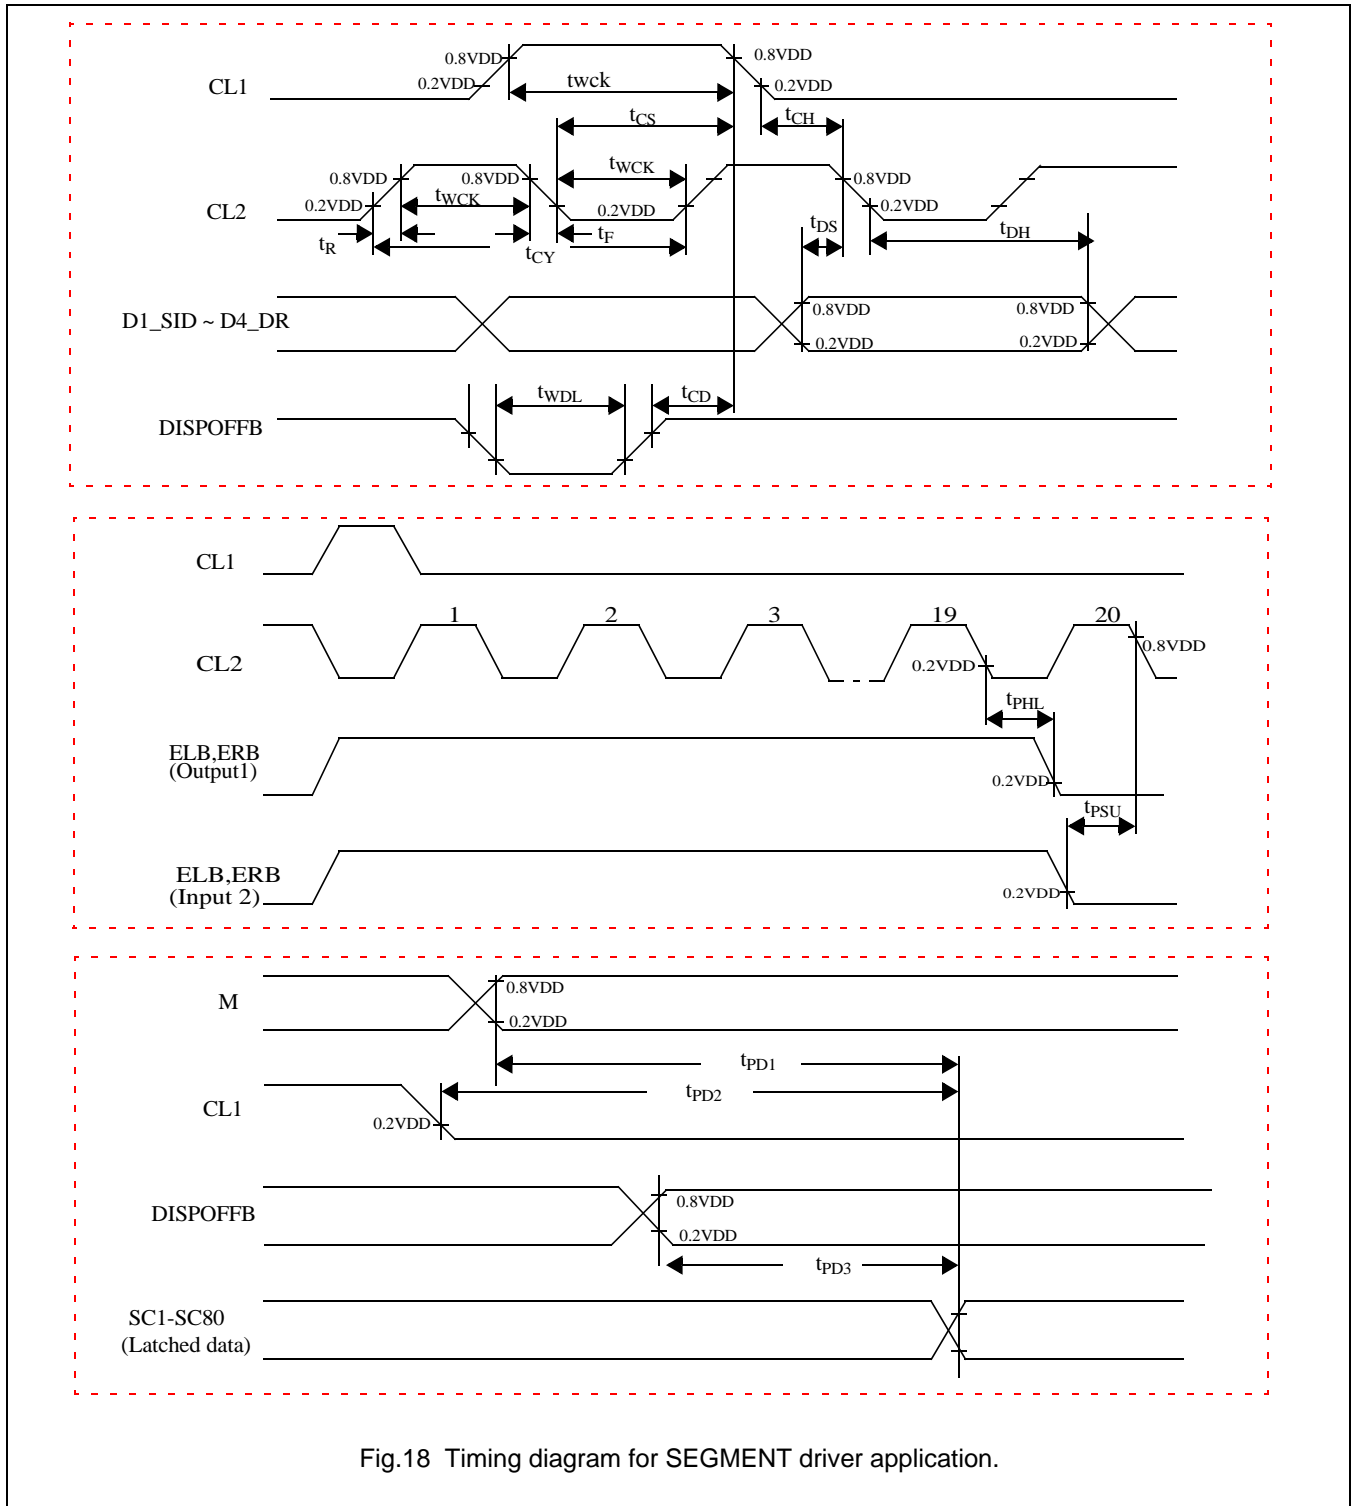 CL1
0.8VDD
0.2VDD
twck
0.8VDD
0.2VDD
tCS
tCH
CL2
0.8VDD
0.2VDD
tWCK
0.8VDD
tWCK
0.2VDD
0.8VDD
0.2VDD
tR
tCY
tF
tDS
tDH
D1_SID ~ D4_DR
0.8VDD
0.2VDD
0.8VDD
0.2VDD
DISPOFFB
tWDL
tCD
CL1
CL2
1
2
3
19
20
0.2VDD
0.8VDD
tPHL
ELB,ERB
(Output1)
0.2VDD
tPSU
ELB,ERB
(Input 2)
0.2VDD
M
0.8VDD
0.2VDD
tPD1
CL1
0.2VDD
tPD2
DISPOFFB
0.8VDD
0.2VDD
tPD3
SC1-SC80
(Latched data)
Fig.18 Timing diagram for SEGMENT driver application.